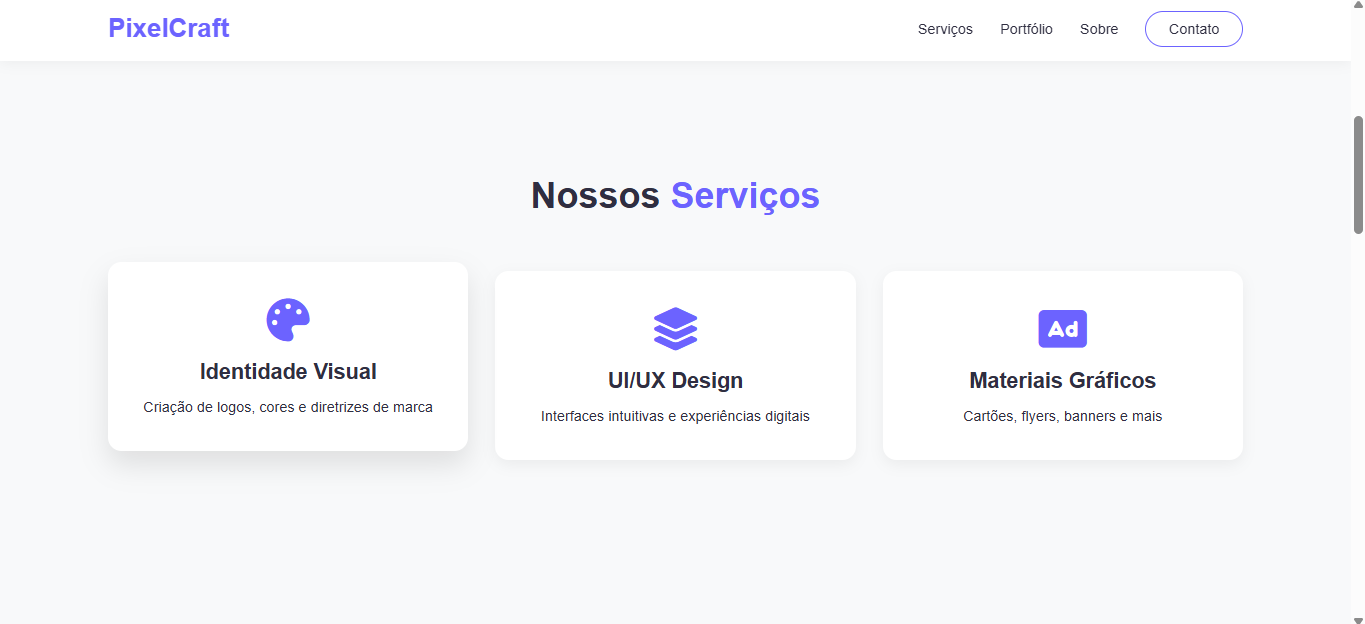 PixelCraft
Serviços Portfólio Sobre Contato
Nossos Serviços
Identidade Visual
Criação de logos, cores e diretrizes de marca
UI/UX Design
Interfaces intuitivas e experiências digitais
Ad
Materiais Gráficos
Cartões, flyers, banners e mais